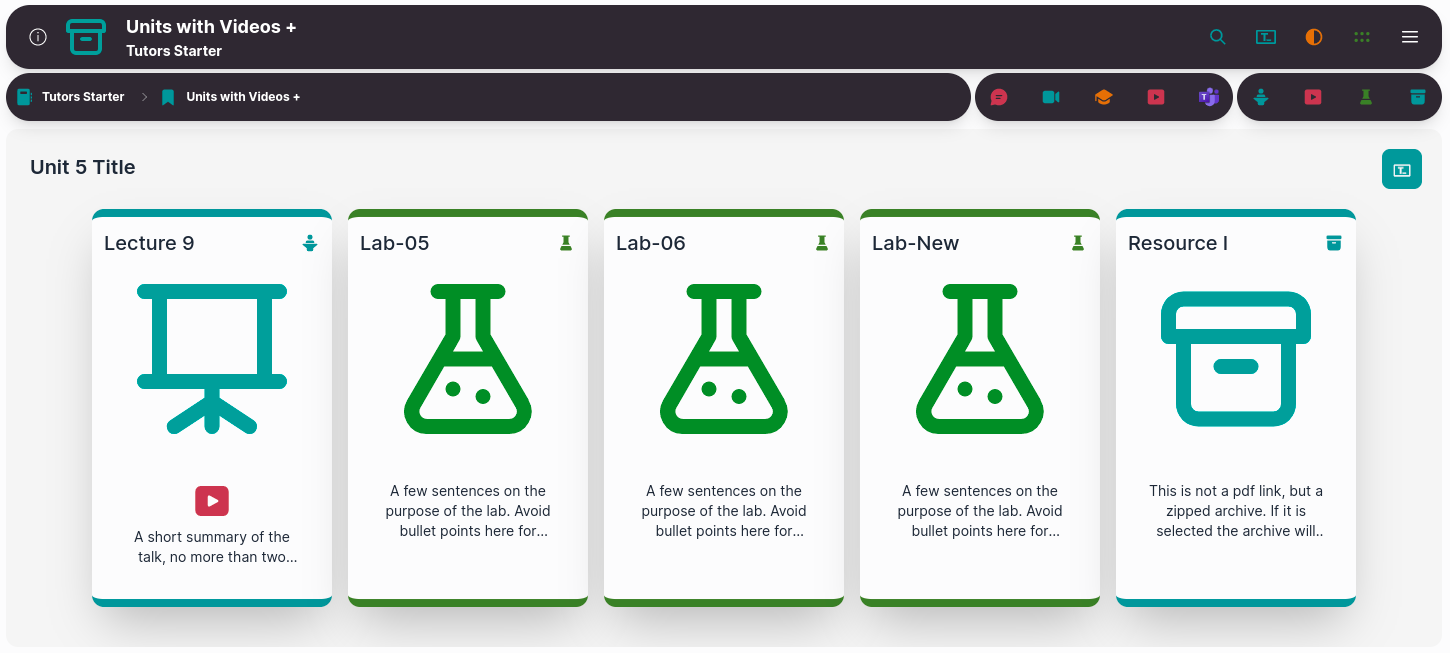 Units with Videos +
Tutors Starter
Tutors Starter
Units with Videos +
Unit 5 Title
Lecture 9
A short summary of the
talk, no more than two...
Lab-05
A few sentences on the
purpose of the lab. Avoid
bullet points here for...
Lab-06
A few sentences on the
purpose of the lab. Avoid
bullet points here for...
Lab-New
A few sentences on the
purpose of the lab. Avoid
bullet points here for...
Resource I
This is not a pdf link, but a
zipped archive. If it is
selected the archive will..